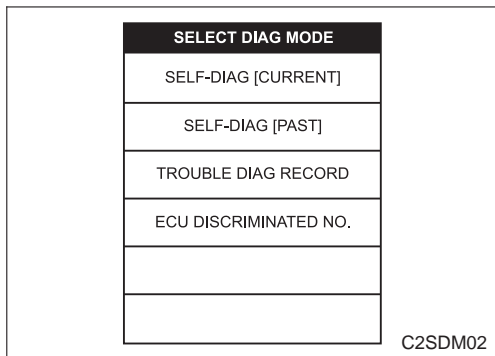 SELECT DIAG MODE
SELF-DIAG [CURRENT]
SELF-DIAG [PAST]
TROUBLE DIAG RECORD
ECU DISCRIMINATED NO.
C2SDM02